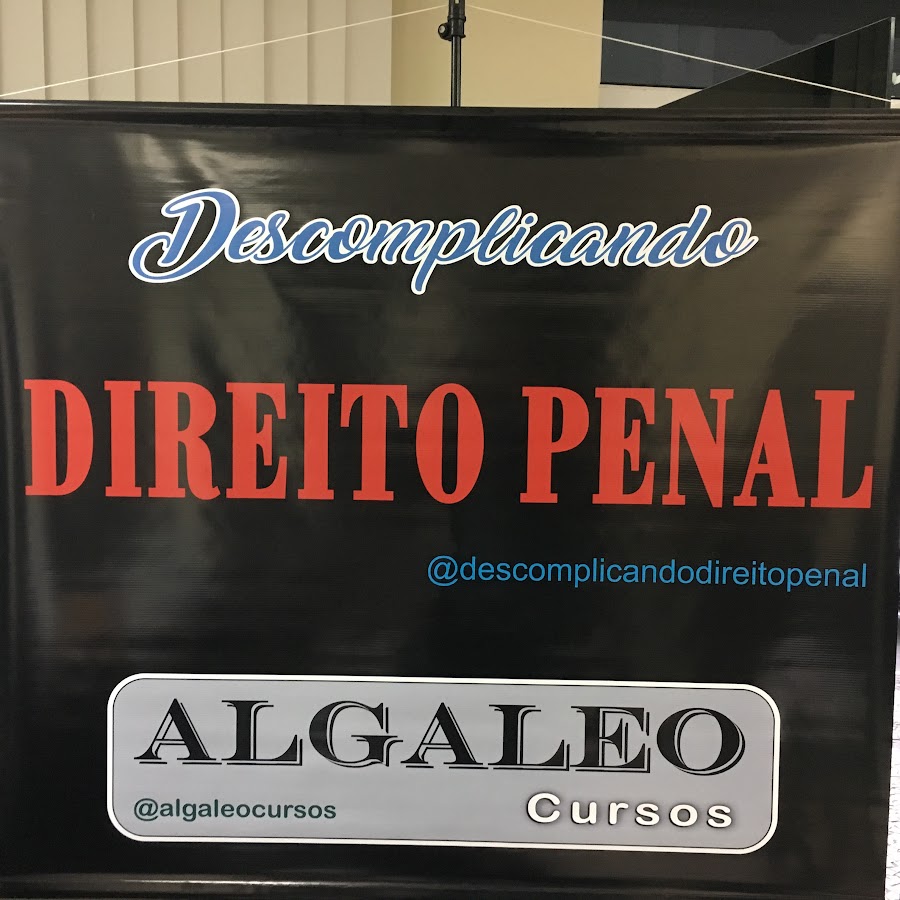 Descomplicando
DIREITO PENAL
@descomplicandodireitopenal
ALGALEO
@algaleocursos Cursos